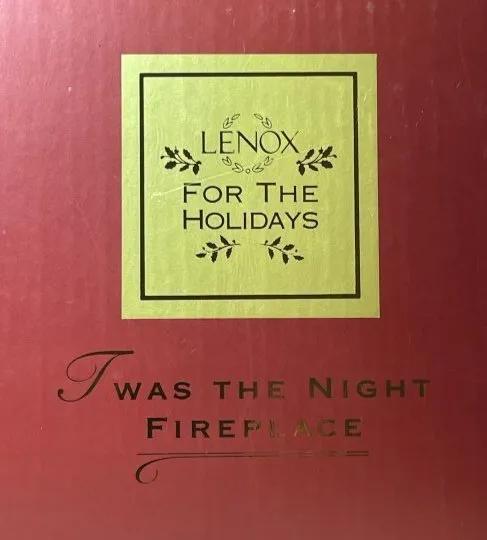 LENOX
FOR THE
HOLIDAYS
TWAS THE NIGHT
FIREPLACE